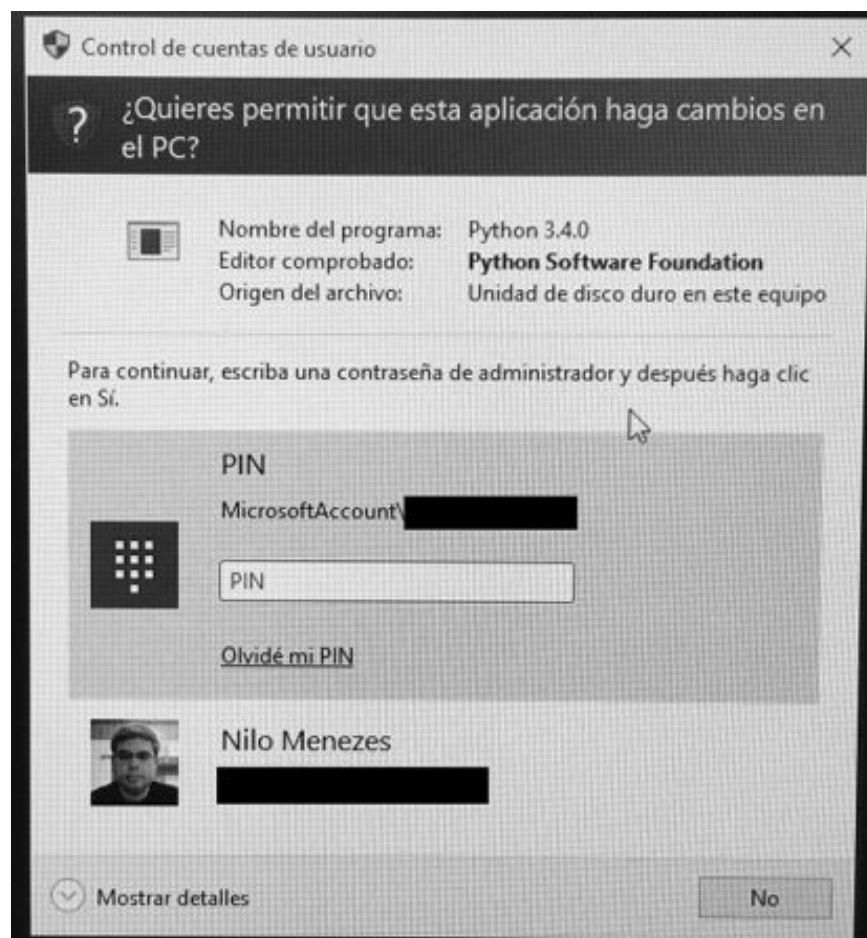 Control de cuentas de usuario
¿Quieres permitir que esta aplicación haga cambios en
el PC?
Nombre del programa: Python 3.4.0
Editor comprobado: Python Software Foundation
Origen del archivo: Unidad de disco duro en este equipo
Para continuar, escriba una contraseña de administrador y después haga clic
en Sí.
PIN
MicrosoftAccount\
PIN
Olvidé mi PIN
Nilo Menezes
Mostrar detalles
No